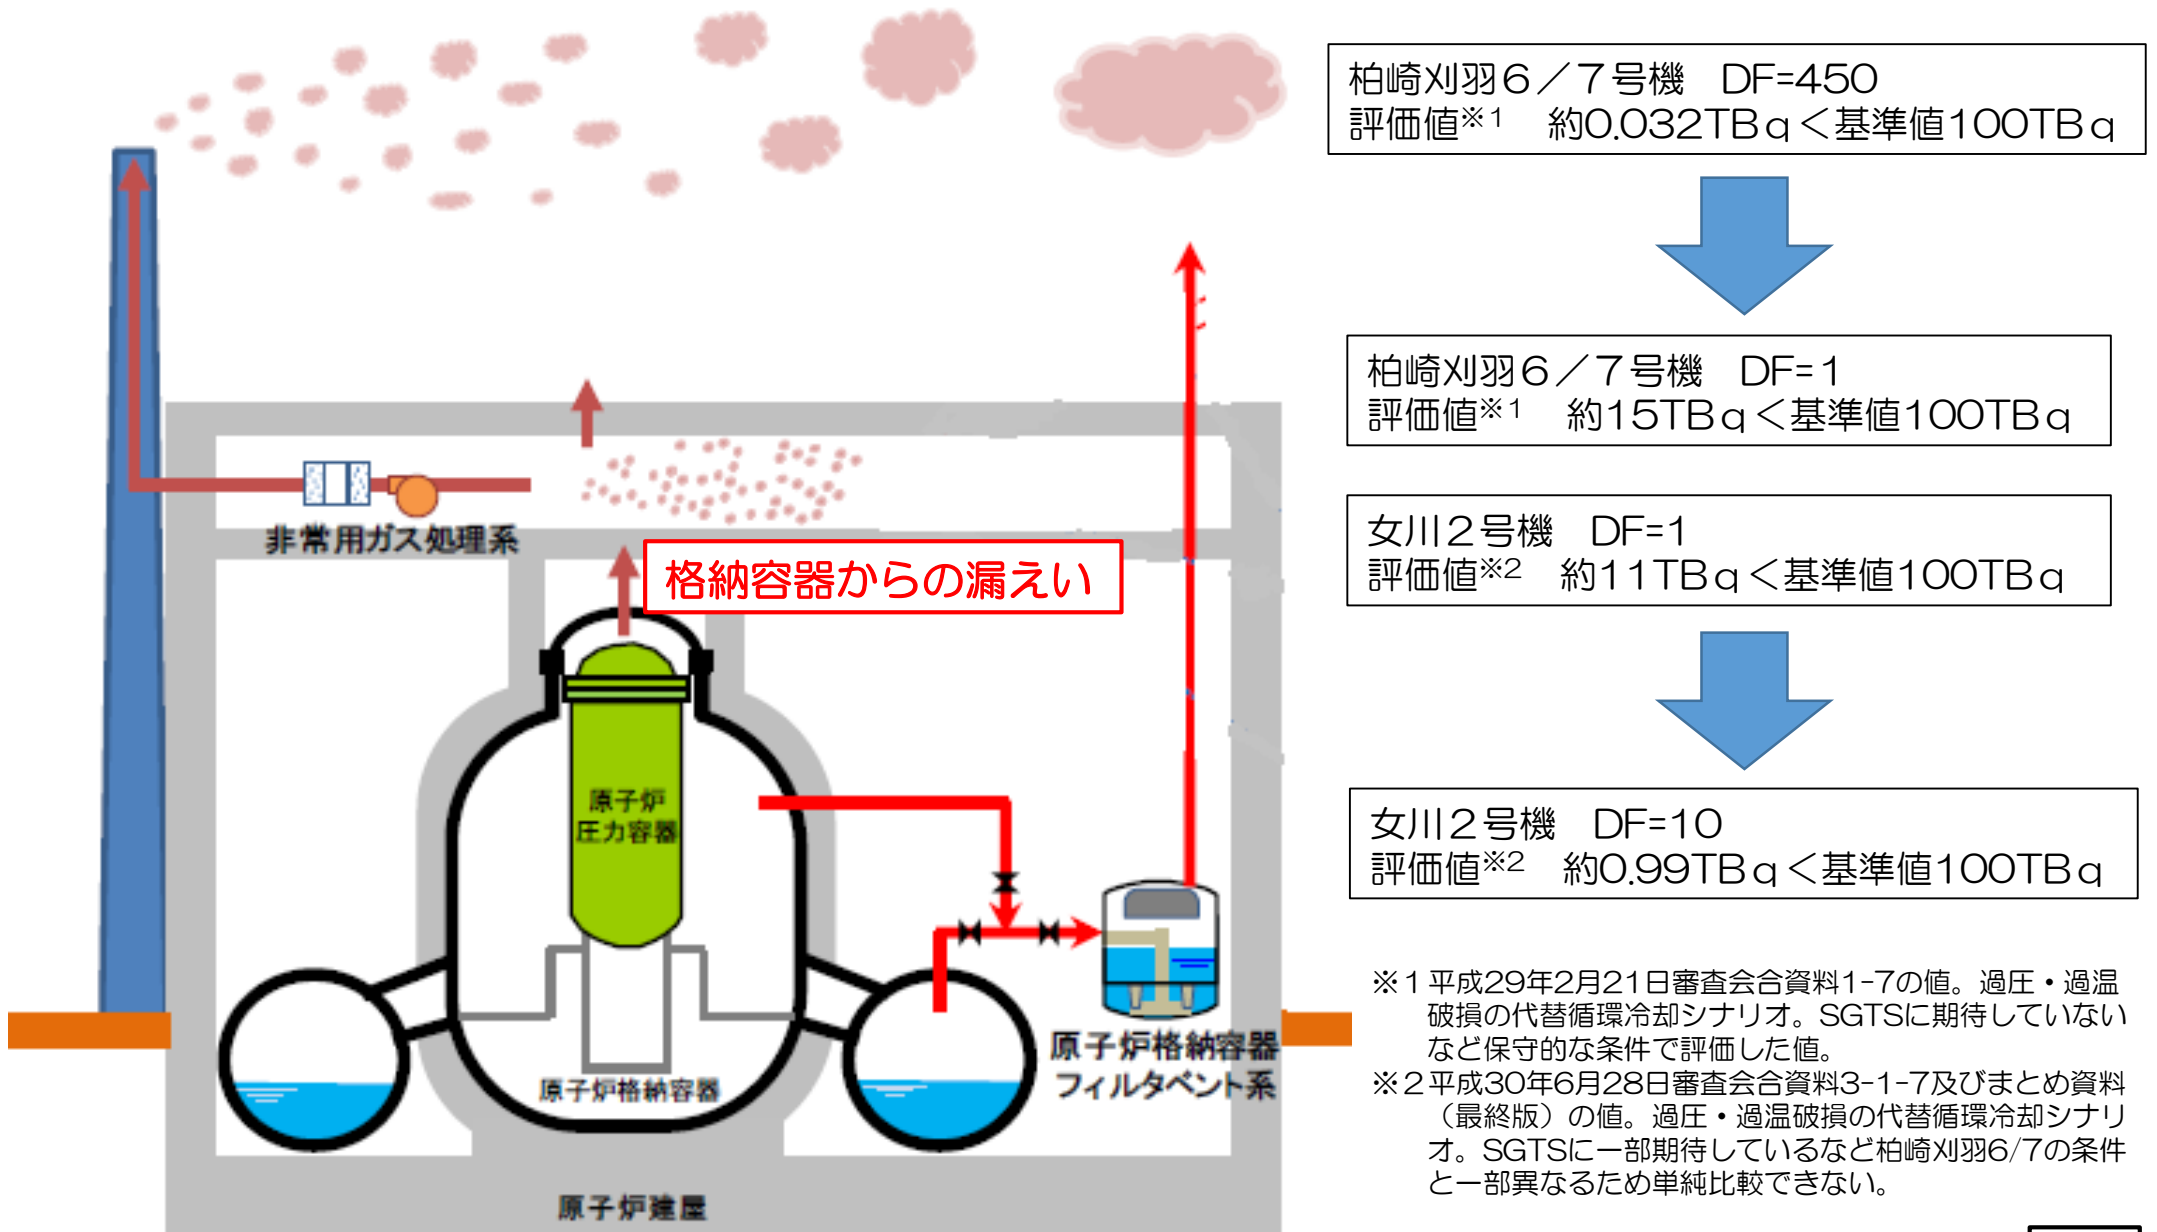 柏崎刈羽6/7号機 DF=450
評価値※1 約0.032TBq<基準値100TBq
柏崎刈羽6/7号機 DF=1
評価値※1 約15TBq<基準値100TBq
女川2号機 DF=1
評価値※2 約11TBq<基準値100TBq
女川2号機 DF=10
評価値※2 約0.99TBq<基準値100TBq
非常用ガス処理系
格納容器からの漏えい
原子炉
圧力容器
原子炉格納容器
原子炉格納容器
フィルタベント系
原子炉建屋
※1 平成29年2月21日審査会合資料1-7の値。過圧・過温
破損の代替循環冷却シナリオ。SGTSに期待していない
など保守的な条件で評価した値。
※2 平成30年6月28日審査会合資料3-1-7及びまとめ資料
(最終版)の値。過圧・過温破損の代替循環冷却シナリ
オ。SGTSに一部期待しているなど柏崎刈羽6/7の条件
と一部異なるため単純比較できない。